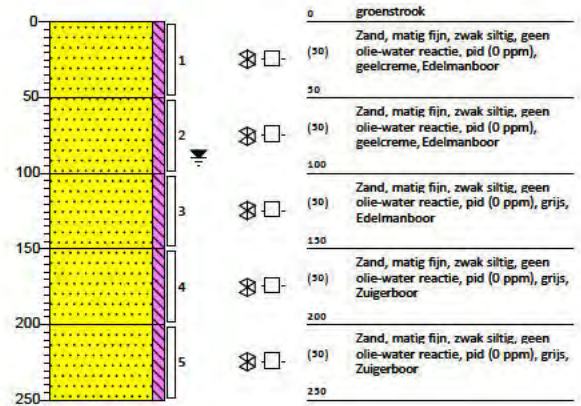 0 groenstrook
0
1 (50) Zand, matig fijn, zwak siltig, geen
olie-water reactie, pid (0 ppm),
geelcreme, Edelmanboor
50 50
2 (50) Zand, matig fijn, zwak siltig, geen
olie-water reactie, pid (0 ppm),
geelcreme, Edelmanboor
100 100
3 (50) Zand, matig fijn, zwak siltig, geen
olie-water reactie, pid (0 ppm), grijs,
Edelmanboor
150 150
4 (50) Zand, matig fijn, zwak siltig, geen
olie-water reactie, pid (0 ppm), grijs,
Zuigerboor
200 200
5 (50) Zand, matig fijn, zwak siltig, geen
olie-water reactie, pid (0 ppm), grijs,
Zuigerboor
250 250